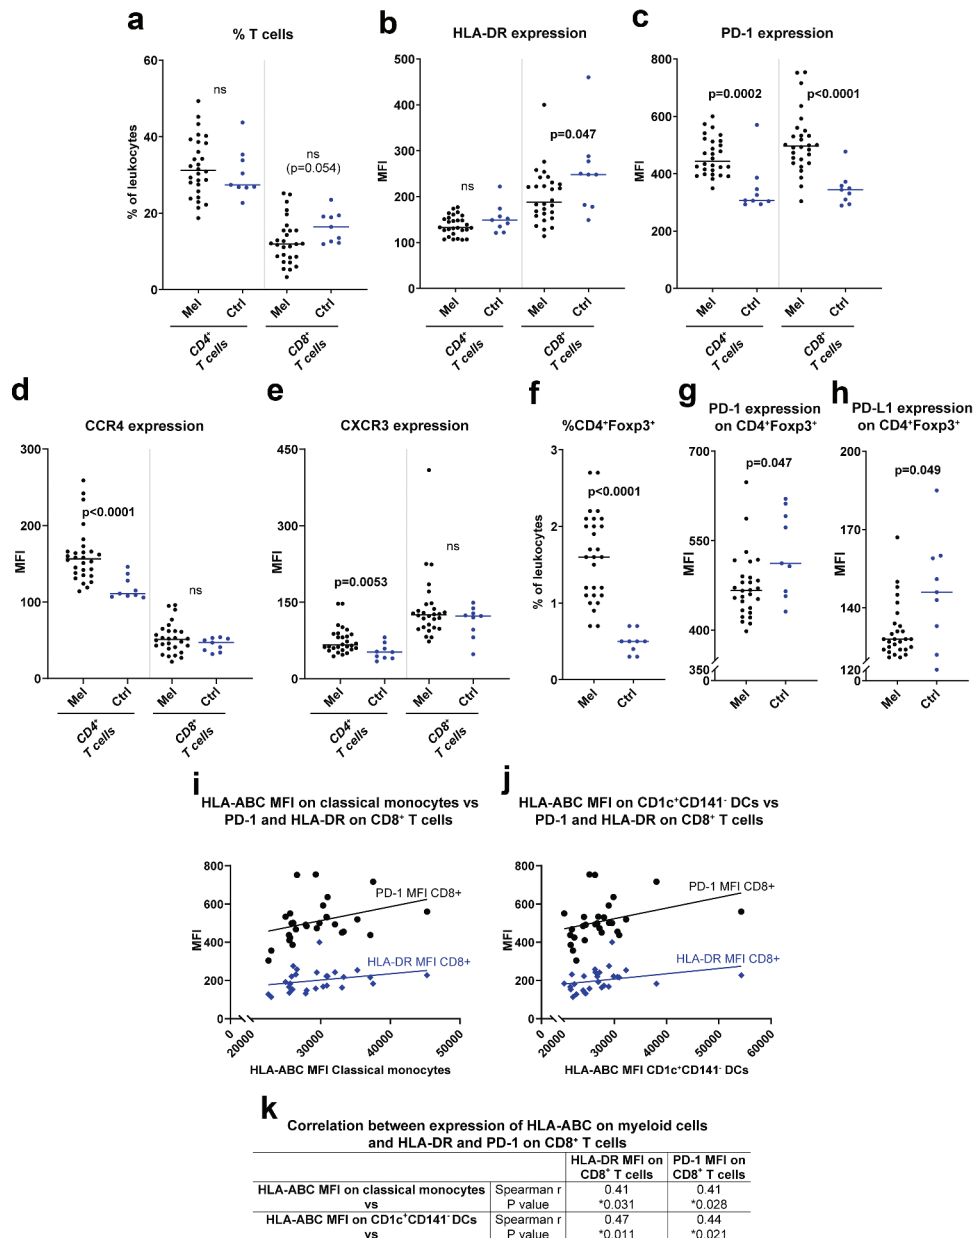 a
% T cells
% of leukocytes
60
40
20
0
ns
ns
(p=0.054)
Mel
Ctrl
Mel
Ctrl
CD4⁺
T cells
CD8⁺
T cells
b
HLA-DR expression
MFI
500
400
300
200
100
0
ns
p=0.047
Mel
Ctrl
Mel
Ctrl
CD4⁺
T cells
CD8⁺
T cells
c
PD-1 expression
MFI
800
600
400
200
0
p=0.0002
p<0.0001
Mel
Ctrl
Mel
Ctrl
CD4⁺
T cells
CD8⁺
T cells
d
CCR4 expression
MFI
300
200
100
0
p<0.0001
ns
Mel
Ctrl
Mel
Ctrl
CD4⁺
T cells
CD8⁺
T cells
e
CXCR3 expression
MFI
450
300
150
0
p=0.0053
ns
Mel
Ctrl
Mel
Ctrl
CD4⁺
T cells
CD8⁺
T cells
f
%CD4⁺Foxp3⁺
% of leukocytes
3
2
1
0
p<0.0001
Mel
Ctrl
g
PD-1 expression
on CD4⁺Foxp3⁺
MFI
700
550
400
350
0
p=0.047
Mel
Ctrl
h
PD-L1 expression
on CD4⁺Foxp3⁺
MFI
200
170
140
120
0
p=0.049
Mel
Ctrl
i
HLA-ABC MFI on classical monocytes vs
PD-1 and HLA-DR on CD8⁺ T cells
MFI
800
600
400
200
0
PD-1 MFI CD8+
HLA-DR MFI CD8+
0
20000
30000
40000
50000
HLA-ABC MFI Classical monocytes
j
HLA-ABC MFI on CD1c⁺CD141⁻ DCs vs
PD-1 and HLA-DR on CD8⁺ T cells
MFI
800
600
400
200
0
PD-1 MFI CD8+
HLA-DR MFI CD8+
0
20000
30000
40000
50000
60000
HLA-ABC MFI CD1c⁺CD141⁻ DCs
k
Correlation between expression of HLA-ABC on myeloid cells
and HLA-DR and PD-1 on CD8⁺ T cells
HLA-DR MFI on
CD8⁺ T cells
PD-1 MFI on
CD8⁺ T cells
HLA-ABC MFI on classical monocytes
vs
Spearman r
P value
0.41
*0.031
0.41
*0.028
HLA-ABC MFI on CD1c⁺CD141⁻DCs
vs
Spearman r
P value
0.47
*0.011
0.44
*0.021